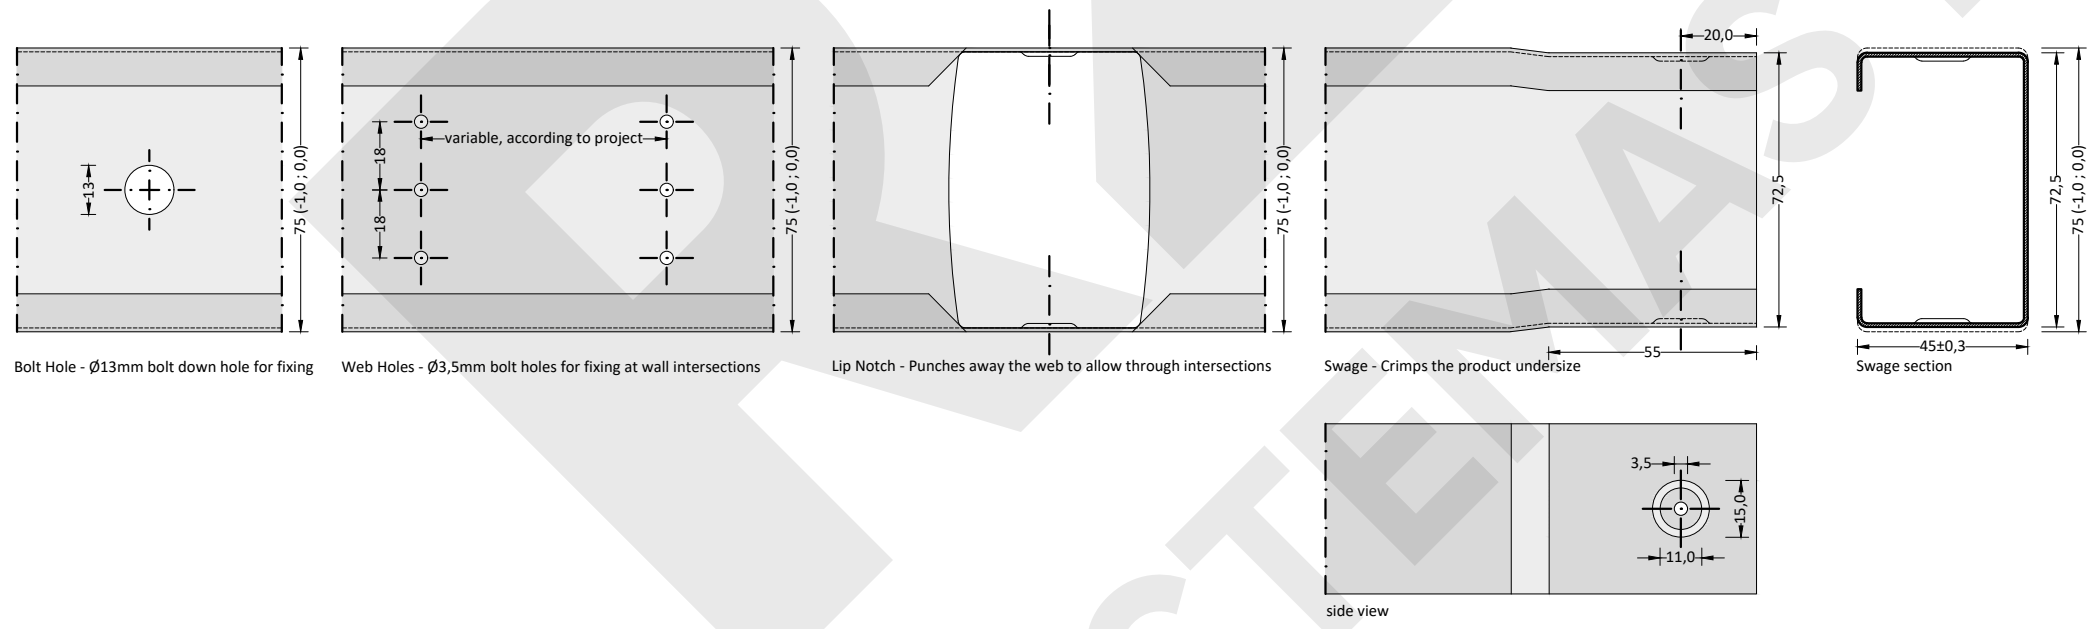 20,0
13
75 (-1,0 ; 0,0)
18
18
variable, according to project
75 (-1,0 ; 0,0)
75 (-1,0 ; 0,0)
72,5
55
72,5
75 (-1,0 ; 0,0)
45±0,3
Bolt Hole - Ø13mm bolt down hole for fixing
Web Holes - Ø3,5mm bolt holes for fixing at wall intersections
Lip Notch - Punches away the web to allow through intersections
Swage - Crimps the product undersize
Swage section
3,5
15,0
11,0
side view